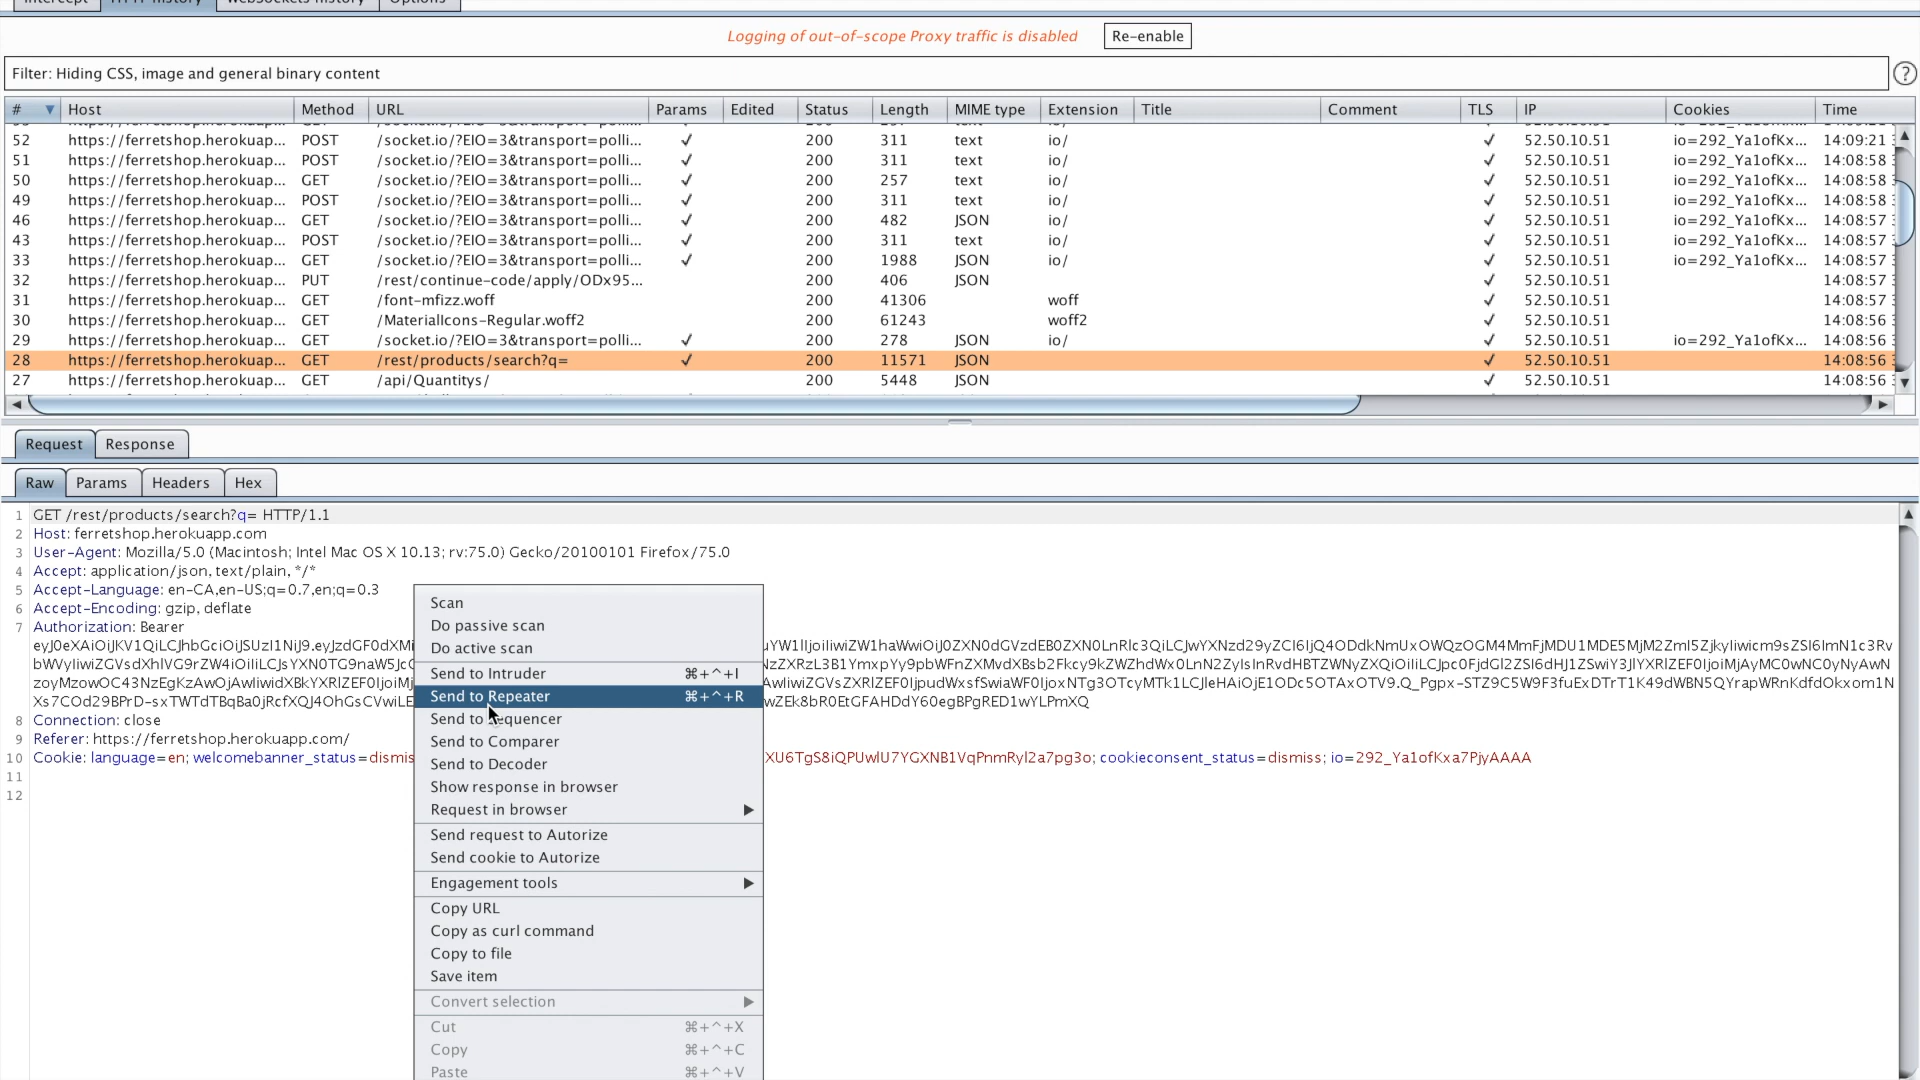 Intercept HTTP history WebSockets history Options
Logging of out-of-scope Proxy traffic is disabled Re-enable
Filter: Hiding CSS, image and general binary content ?
# Host Method URL Params Edited Status Length MIME type Extension Title Comment TLS IP Cookies Time
52 https://ferretshop.herokuap... POST /socket.io/?EIO=3&transport=polli... ✓ 200 311 text io/ ✓ 52.50.10.51 io=292_Ya1ofKx... 14:09:21
51 https://ferretshop.herokuap... POST /socket.io/?EIO=3&transport=polli... ✓ 200 311 text io/ ✓ 52.50.10.51 io=292_Ya1ofKx... 14:08:58
50 https://ferretshop.herokuap... GET /socket.io/?EIO=3&transport=polli... ✓ 200 257 text io/ ✓ 52.50.10.51 io=292_Ya1ofKx... 14:08:58
49 https://ferretshop.herokuap... POST /socket.io/?EIO=3&transport=polli... ✓ 200 311 text io/ ✓ 52.50.10.51 io=292_Ya1ofKx... 14:08:58
46 https://ferretshop.herokuap... GET /socket.io/?EIO=3&transport=polli... ✓ 200 482 JSON io/ ✓ 52.50.10.51 io=292_Ya1ofKx... 14:08:57
43 https://ferretshop.herokuap... POST /socket.io/?EIO=3&transport=polli... ✓ 200 311 text io/ ✓ 52.50.10.51 io=292_Ya1ofKx... 14:08:57
33 https://ferretshop.herokuap... GET /socket.io/?EIO=3&transport=polli... ✓ 200 1988 JSON io/ ✓ 52.50.10.51 io=292_Ya1ofKx... 14:08:57
32 https://ferretshop.herokuap... PUT /rest/continue-code/apply/ODx95... 200 406 JSON ✓ 52.50.10.51 14:08:57
31 https://ferretshop.herokuap... GET /font-mfizz.woff 200 41306 woff ✓ 52.50.10.51 14:08:57
30 https://ferretshop.herokuap... GET /MaterialIcons-Regular.woff2 200 61243 woff2 ✓ 52.50.10.51 14:08:56
29 https://ferretshop.herokuap... GET /socket.io/?EIO=3&transport=polli... ✓ 200 278 JSON io/ ✓ 52.50.10.51 io=292_Ya1ofKx... 14:08:56
28 https://ferretshop.herokuap... GET /rest/products/search?q= ✓ 200 11571 JSON ✓ 52.50.10.51 14:08:56
27 https://ferretshop.herokuap... GET /api/Quantitys/ 200 5448 JSON ✓ 52.50.10.51 14:08:56
Request Response
Raw Params Headers Hex
1 GET /rest/products/search?q= HTTP/1.1
2 Host: ferretshop.herokuapp.com
3 User-Agent: Mozilla/5.0 (Macintosh; Intel Mac OS X 10.13; rv:75.0) Gecko/20100101 Firefox/75.0
4 Accept: application/json, text/plain, */*
5 Accept-Language: en-CA,en-US;q=0.7,en;q=0.3
6 Accept-Encoding: gzip, deflate
7 Authorization: Bearer
8 Connection: close
9 Referer: https://ferretshop.herokuapp.com/
10 Cookie: language=en; welcomebanner_status=dismis XU6TgS8iQPUwlU7YGXNB1VqPnmRyl2a7pg3o; cookieconsent_status=dismiss; io=292_Ya1ofKxa7PjyAAAA
11
12
Scan
Do passive scan
Do active scan
Send to Intruder ⌘+^+I
Send to Repeater ⌘+^+R
Send to Sequencer
Send to Comparer
Send to Decoder
Show response in browser
Request in browser
Send request to Autorize
Send cookie to Autorize
Engagement tools
Copy URL
Copy as curl command
Copy to file
Save item
Convert selection
Cut ⌘+^+X
Copy ⌘+^+C
Paste ⌘+^+V